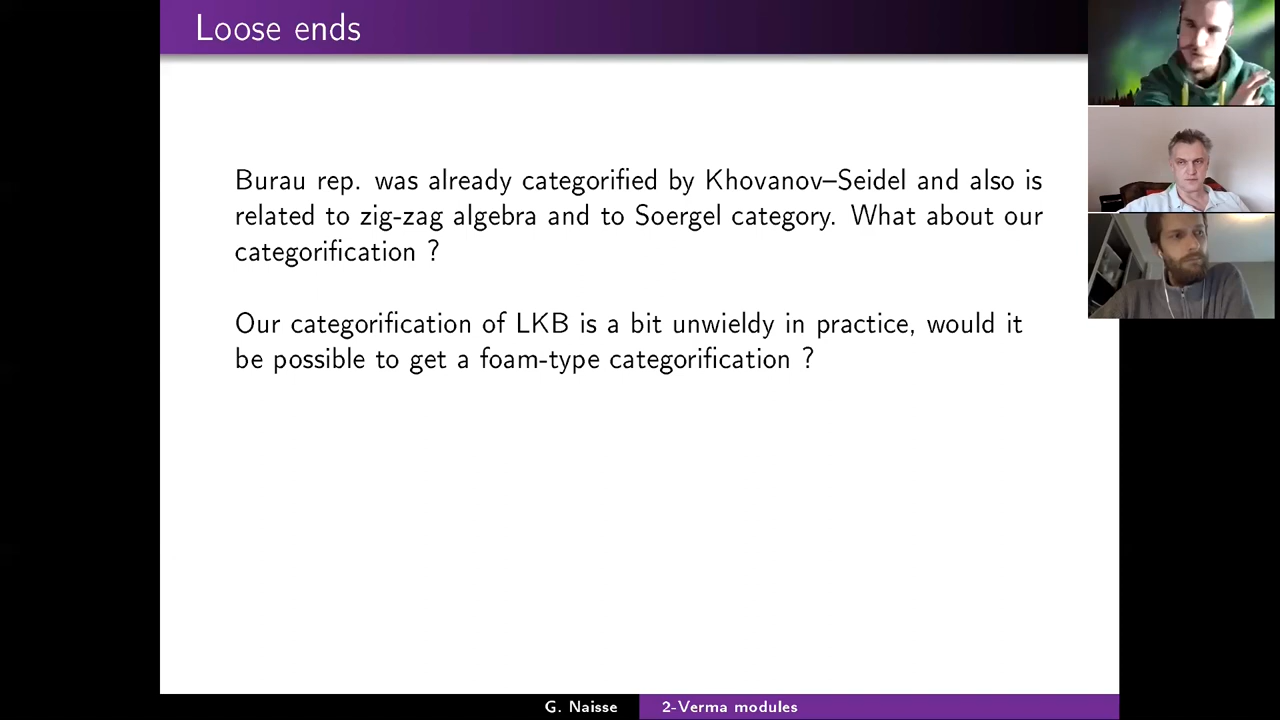 Loose ends
Burau rep. was already categorified by Khovanov–Seidel and also is
related to zig-zag algebra and to Soergel category. What about our
categorification ?
Our categorification of LKB is a bit unwieldy in practice, would it
be possible to get a foam-type categorification ?
G. Naisse
2-Verma modules